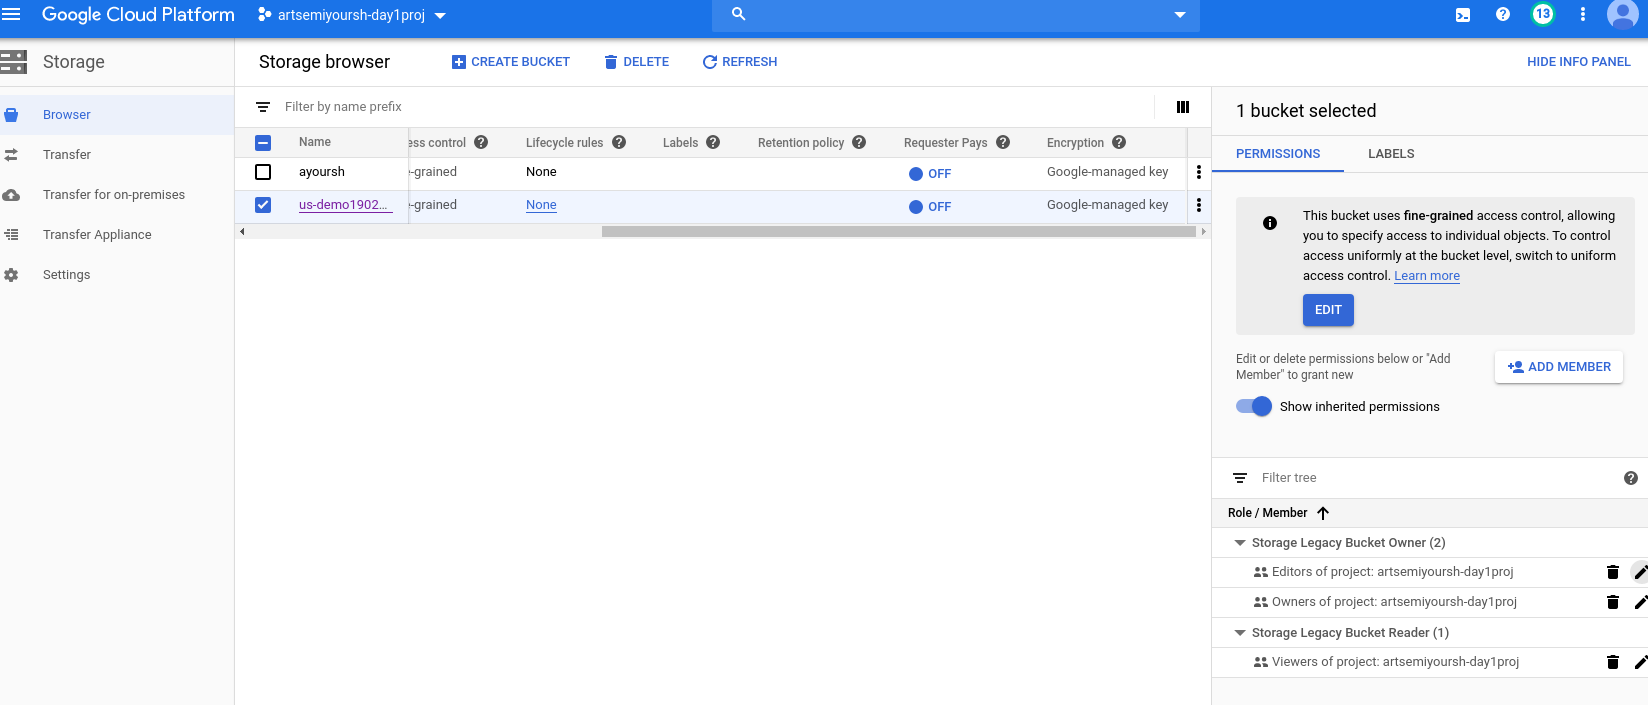 Google Cloud Platform
artsemiyoursh-day1proj
13
Storage
Storage browser
CREATE BUCKET
DELETE
REFRESH
HIDE INFO PANEL
Browser
Transfer
Transfer for on-premises
Transfer Appliance
Settings
Filter by name prefix
Name ess control Lifecycle rules Labels Retention policy Requester Pays Encryption
ayoursh -grained None OFF Google-managed key
us-demo1902... -grained None OFF Google-managed key
1 bucket selected
PERMISSIONS LABELS
This bucket uses fine-grained access control, allowing
you to specify access to individual objects. To control
access uniformly at the bucket level, switch to uniform
access control. Learn more
EDIT
Edit or delete permissions below or "Add
Member" to grant new
ADD MEMBER
Show inherited permissions
Filter tree
Role / Member
Storage Legacy Bucket Owner (2)
Editors of project: artsemiyoursh-day1proj
Owners of project: artsemiyoursh-day1proj
Storage Legacy Bucket Reader (1)
Viewers of project: artsemiyoursh-day1proj